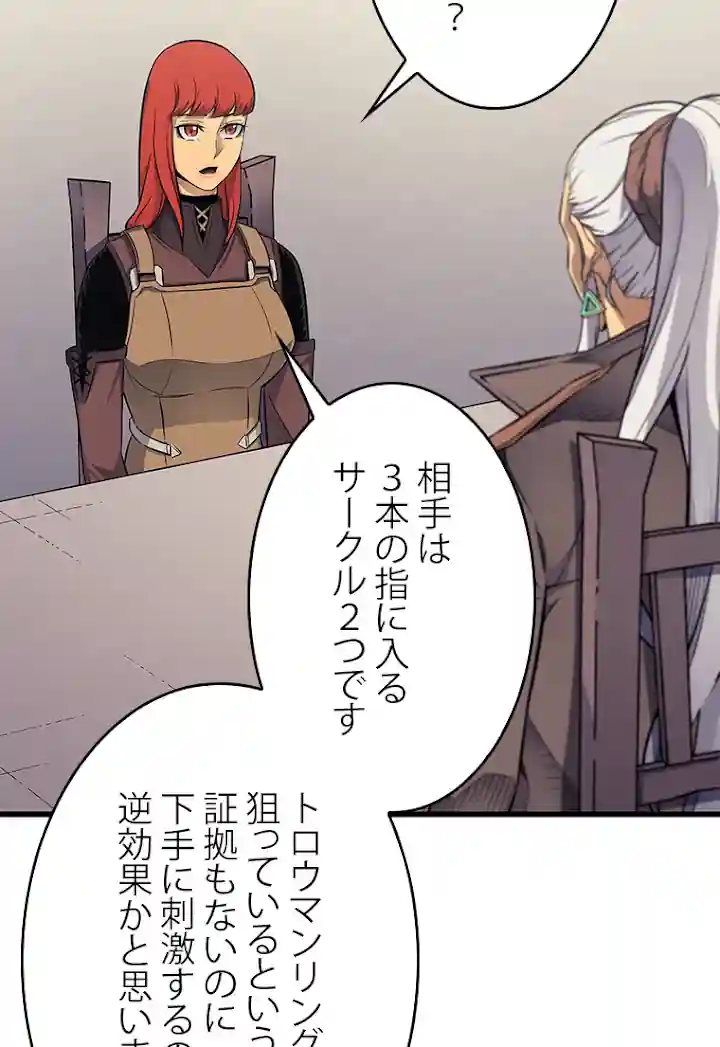 ？
相手は
３本の指に入る
サークル２つです
トロウマンリング
狙っているという
証拠もないのに
下手に刺激するの
逆効果かと思いま